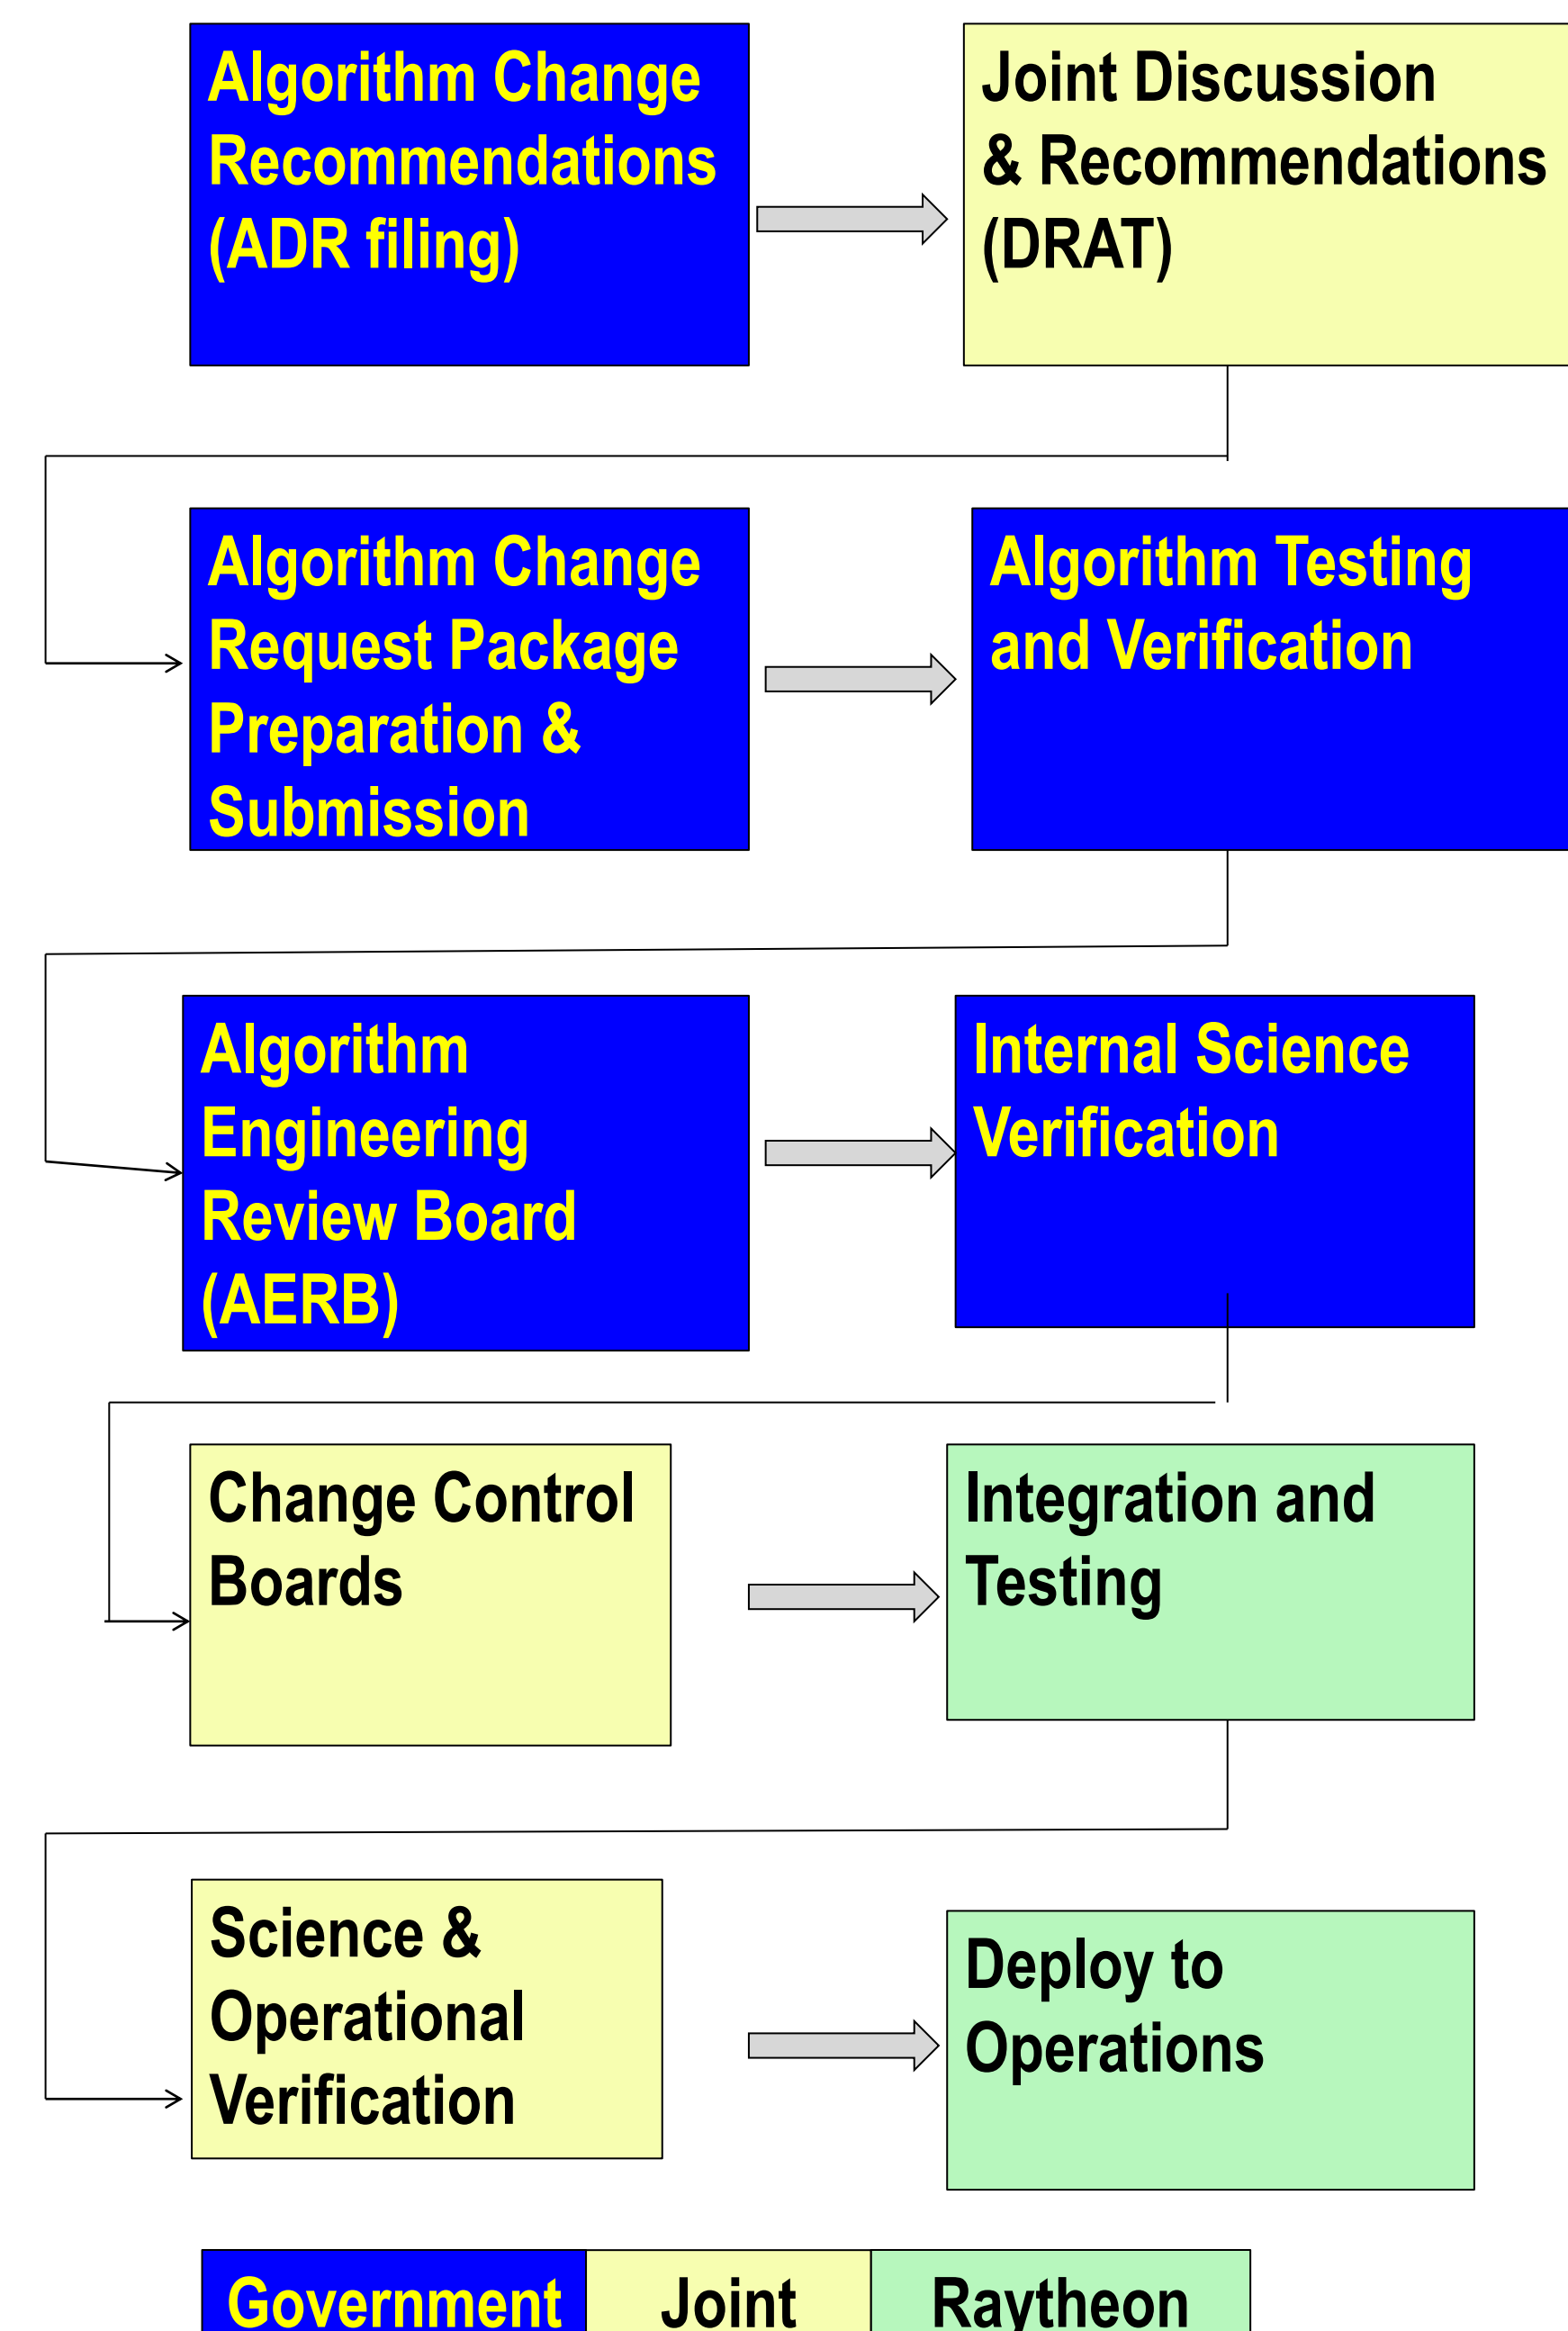 Algorithm Change
Recommendations
(ADR filing)
Joint Discussion
& Recommendations
(DRAT)
Algorithm Change
Request Package
Preparation &
Submission
Algorithm Testing
and Verification
Algorithm
Engineering
Review Board
(AERB)
Internal Science
Verification
Change Control
Boards
Integration and
Testing
Science &
Operational
Verification
Deploy to
Operations
Government
Joint
Raytheon